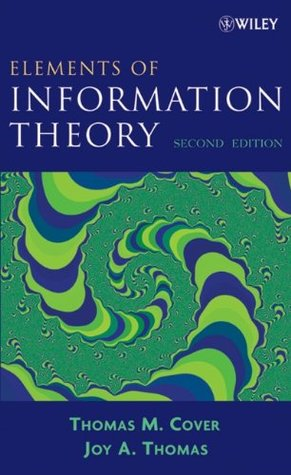 WILEY
ELEMENTS OF
INFORMATION
THEORY
SECOND EDITION
THOMAS M. COVER
JOY A. THOMAS